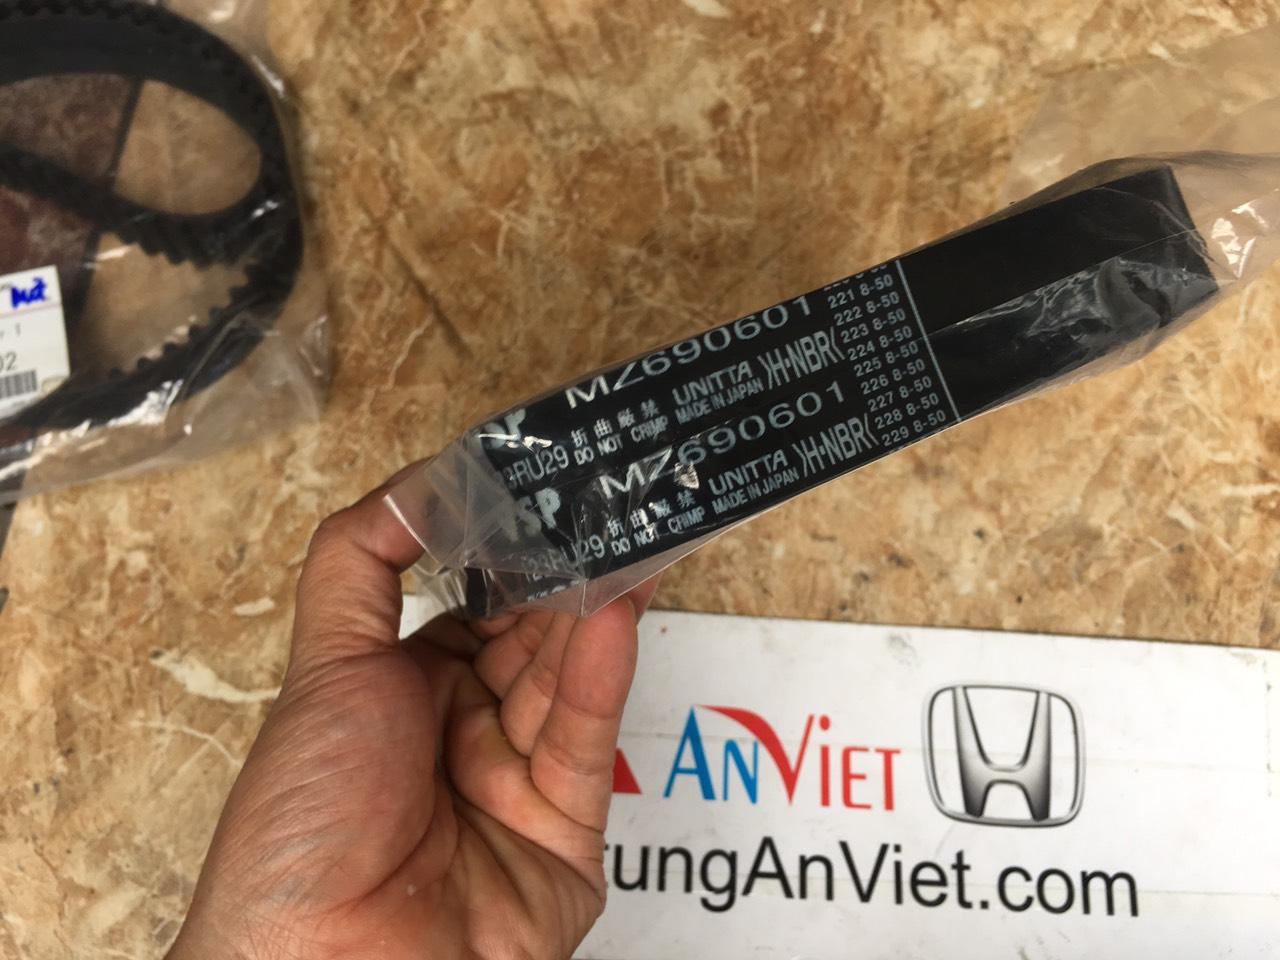 MZ690601
UNITTA
MADE IN JAPAN
>H·NBR<
折曲厳禁
DO NOT CRIMP
221 8-50
222 8-50
223 8-50
224 8-50
225 8-50
226 8-50
227 8-50
228 8-50
229 8-50
MZ690601
UNITTA
MADE IN JAPAN
>H·NBR<
折曲厳禁
DO NOT CRIMP
ANVIET
tungAnViet.com